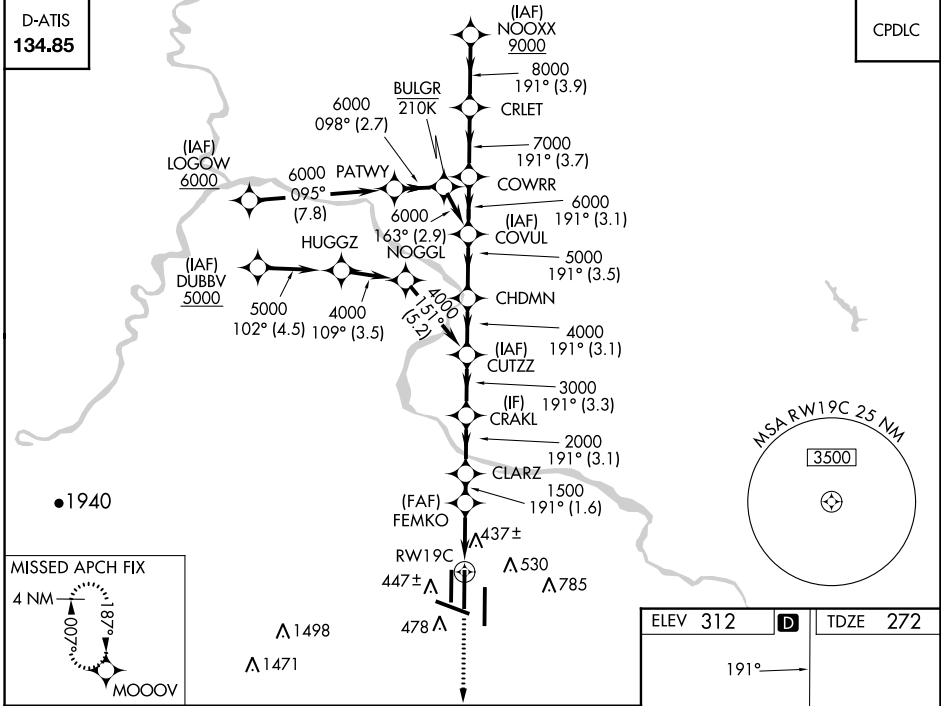 D-ATIS
134.85
CPDLC
(IAF)
NOOXX
9000
8000
191° (3.9)
CRLET
BULGR
210K
6000
098° (2.7)
7000
191° (3.7)
(IAF)
LOGOW
6000
6000
095°
(7.8)
PATWY
COWRR
6000
191° (3.1)
6000
163° (2.9)
(IAF)
COVUL
HUGGZ
NOGGL
5000
191° (3.5)
(IAF)
DUBBV
5000
5000
102° (4.5)
4000
109° (3.5)
4000
151°
(5.2)
CHDMN
4000
191° (3.1)
(IAF)
CUTZZ
3000
191° (3.3)
(IF)
CRAKL
2000
191° (3.1)
MSA RW19C 25 NM
3500
CLARZ
1500
191° (1.6)
1940
(FAF)
FEMKO
437±
RW19C
530
447±
785
478
1498
1471
MISSED APCH FIX
4 NM
007°
187°
MOOOV
ELEV 312
D
TDZE 272
191°